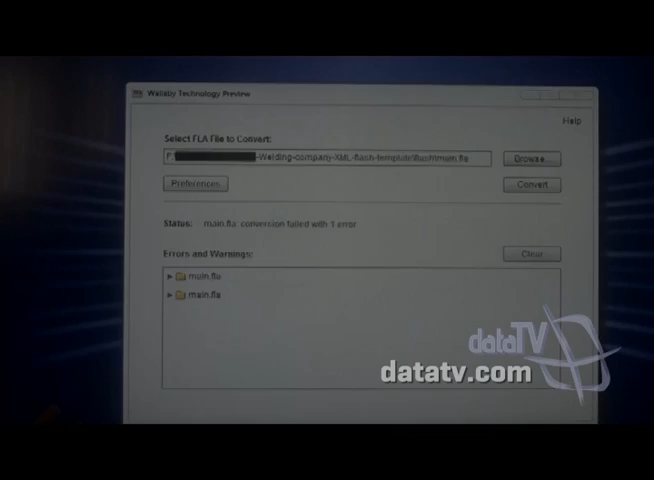 Wallaby Technology Preview
Help
Select FLA File to Convert:
F:\ -Welding-company-XML-flash-template\flash\main.fla Browse...
Preferences Convert
Status: main.fla: conversion failed with 1 error
Errors and Warnings: Clear
main.fla
main.fla
dataTV
datatv.com